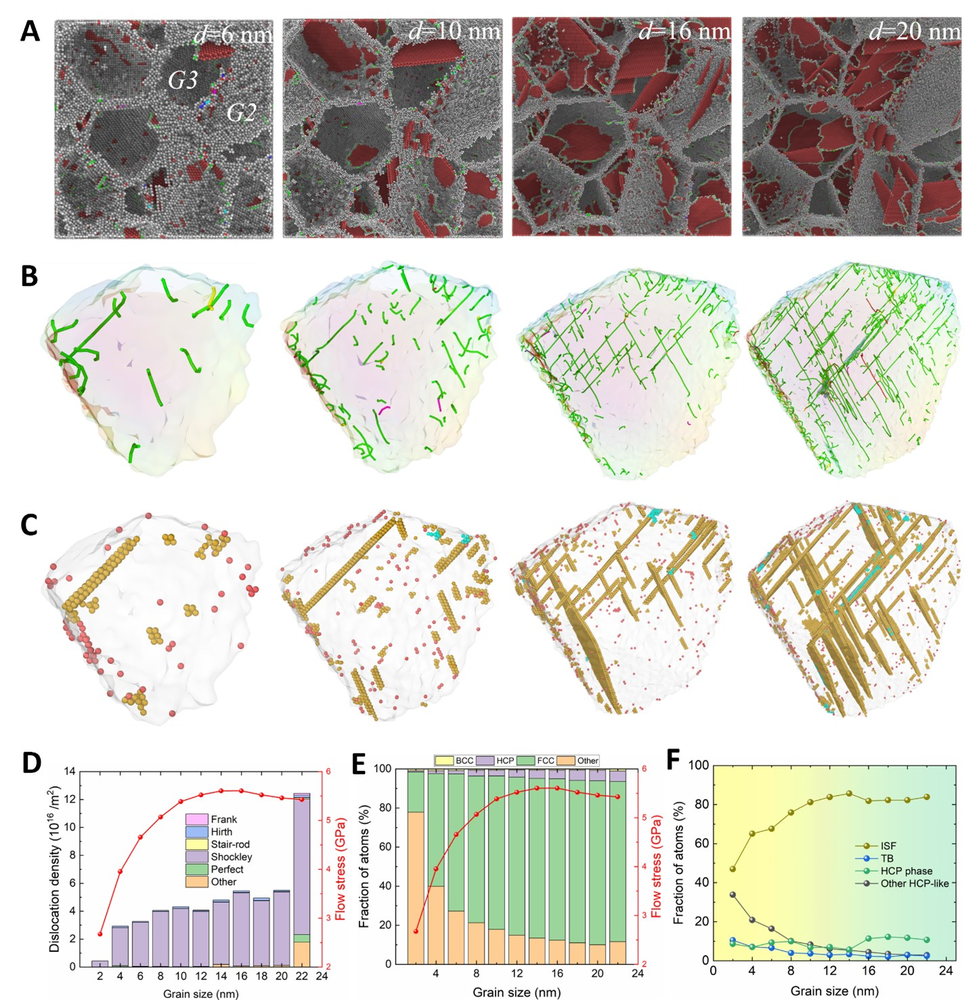 A
d=6 nm
d=10 nm
d=16 nm
d=20 nm
G3
G2
B
C
D
14
12
10
8
6
4
2
0
Dislocation density (10¹⁶ /m²)
Frank
Hirth
Stair-rod
Shockley
Perfect
Other
6
5
4
3
2
Flow stress (GPa)
2 4 6 8 10 12 14 16 18 20 22 24
Grain size (nm)
E
BCC HCP FCC Other
100
80
60
40
20
0
Fraction of atoms (%)
6
5
4
3
2
Flow stress (GPa)
4 8 12 16 20 24
Grain size (nm)
F
100
80
60
40
20
0
Fraction of atoms (%)
ISF
TB
HCP phase
Other HCP-like
0 4 8 12 16 20 24
Grain size (nm)